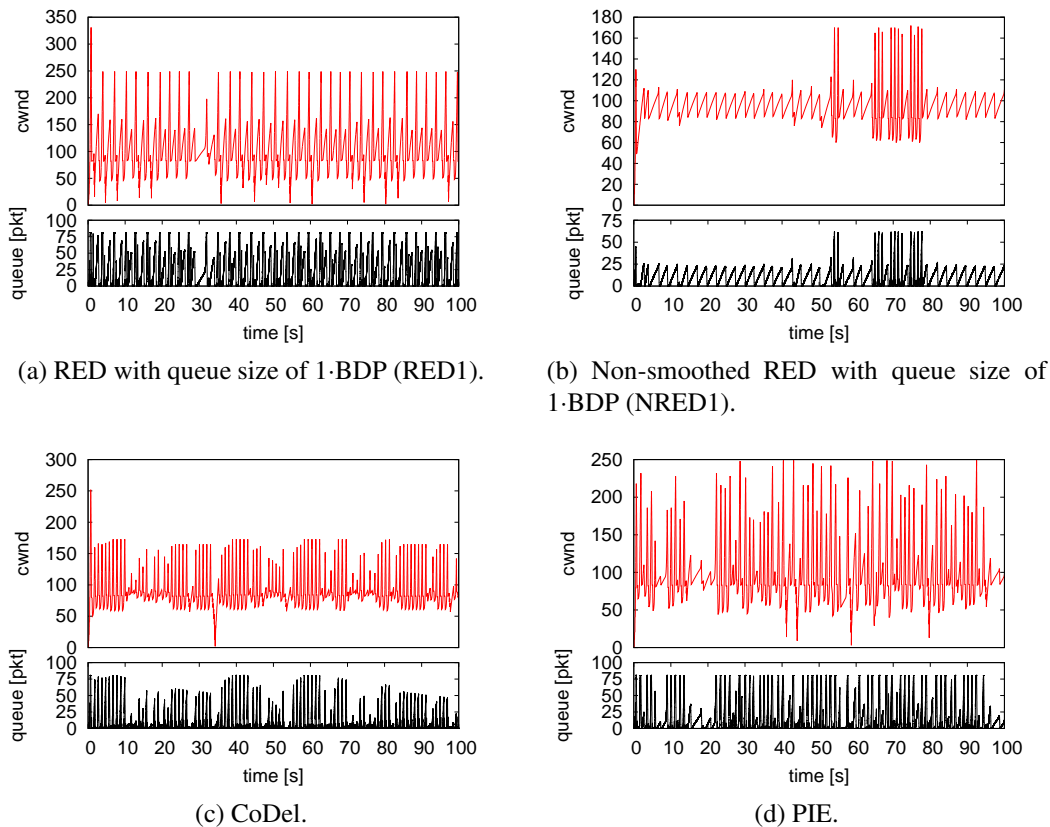 350
300
250
200
150
100
50
0
cwnd
100
75
50
25
0
queue [pkt]
0 10 20 30 40 50 60 70 80 90 100
time [s]
(a) RED with queue size of 1·BDP (RED1).
180
160
140
120
100
80
60
40
20
0
cwnd
75
50
25
0
queue [pkt]
0 10 20 30 40 50 60 70 80 90 100
time [s]
(b) Non-smoothed RED with queue size of
1·BDP (NRED1).
300
250
200
150
100
50
0
cwnd
100
75
50
25
0
queue [pkt]
0 10 20 30 40 50 60 70 80 90 100
time [s]
(c) CoDel.
250
200
150
100
50
0
cwnd
100
75
50
25
0
queue [pkt]
0 10 20 30 40 50 60 70 80 90 100
time [s]
(d) PIE.